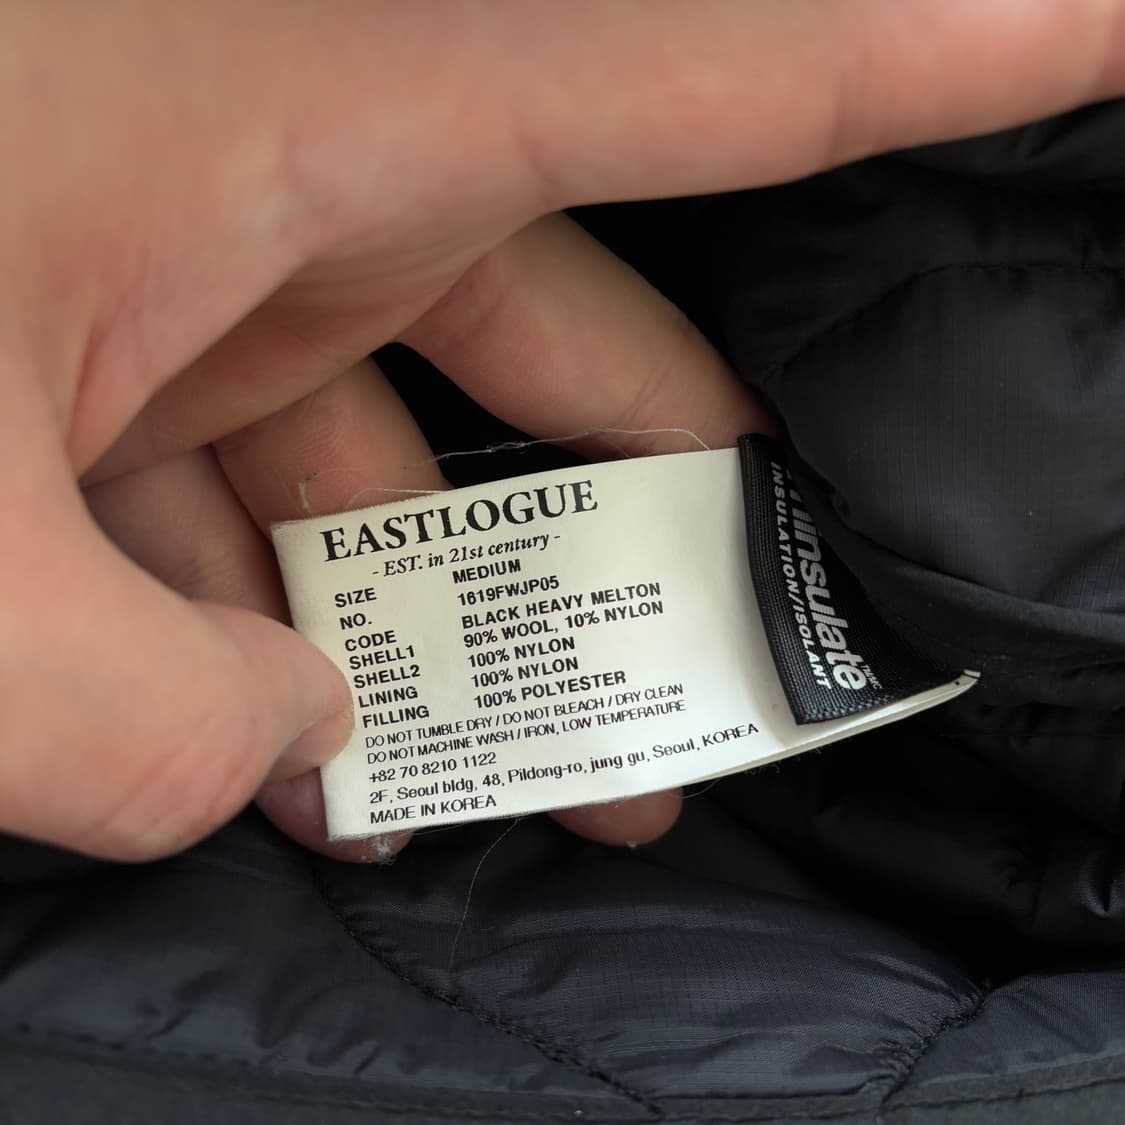 EASTLOGUE
- EST. in 21st century -
SIZE MEDIUM
NO. 1619FWJP05
CODE BLACK HEAVY MELTON
SHELL1 90% WOOL, 10% NYLON
SHELL2 100% NYLON
LINING 100% NYLON
FILLING 100% POLYESTER
DO NOT TUMBLE DRY / DO NOT BLEACH / DRY CLEAN
DO NOT MACHINE WASH / IRON, LOW TEMPERATURE
+82 70 8210 1122
2F, Seoul bldg, 48, Pildong-ro, jung gu, Seoul, KOREA
MADE IN KOREA
INSULATION/ISOLANT